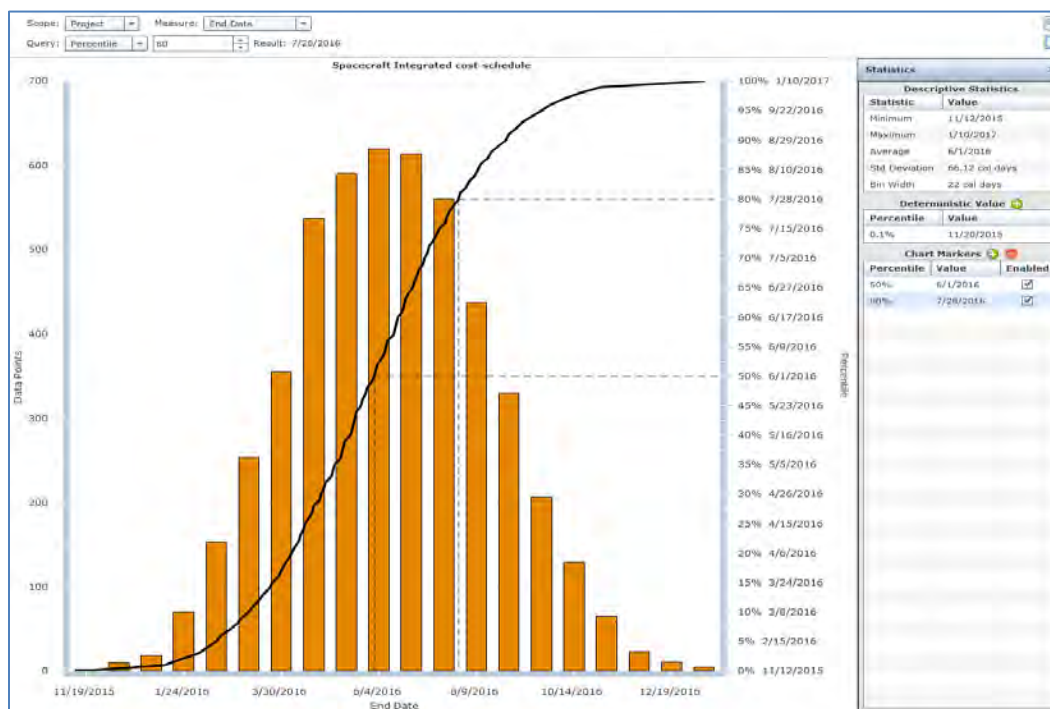 Scope: Project Measure: End Date
Query: Percentile 80 Result: 7/28/2016
Spacecraft Integrated cost-schedule
700
600
500
400
300
200
100
0
Data Points
11/19/2015 1/24/2016 3/30/2016 6/4/2016 8/9/2016 10/14/2016 12/19/2016
End Date
100% 1/10/2017
95% 9/22/2016
90% 8/29/2016
85% 8/10/2016
80% 7/28/2016
75% 7/15/2016
70% 7/5/2016
65% 6/27/2016
60% 6/17/2016
55% 6/9/2016
50% 6/1/2016
45% 5/23/2016
40% 5/16/2016
35% 5/5/2016
30% 4/26/2016
25% 4/15/2016
20% 4/6/2016
15% 3/24/2016
10% 3/8/2016
5% 2/15/2016
0% 11/12/2015
Percentile
Statistics
Descriptive Statistics
Statistic Value
Minimum 11/12/2015
Maximum 1/10/2017
Average 6/1/2016
Std Deviation 66.12 cal days
Bin Width 22 cal days
Deterministic Value
Percentile Value
0.1% 11/20/2015
Chart Markers
Percentile Value Enabled
50% 6/1/2016
80% 7/28/2016